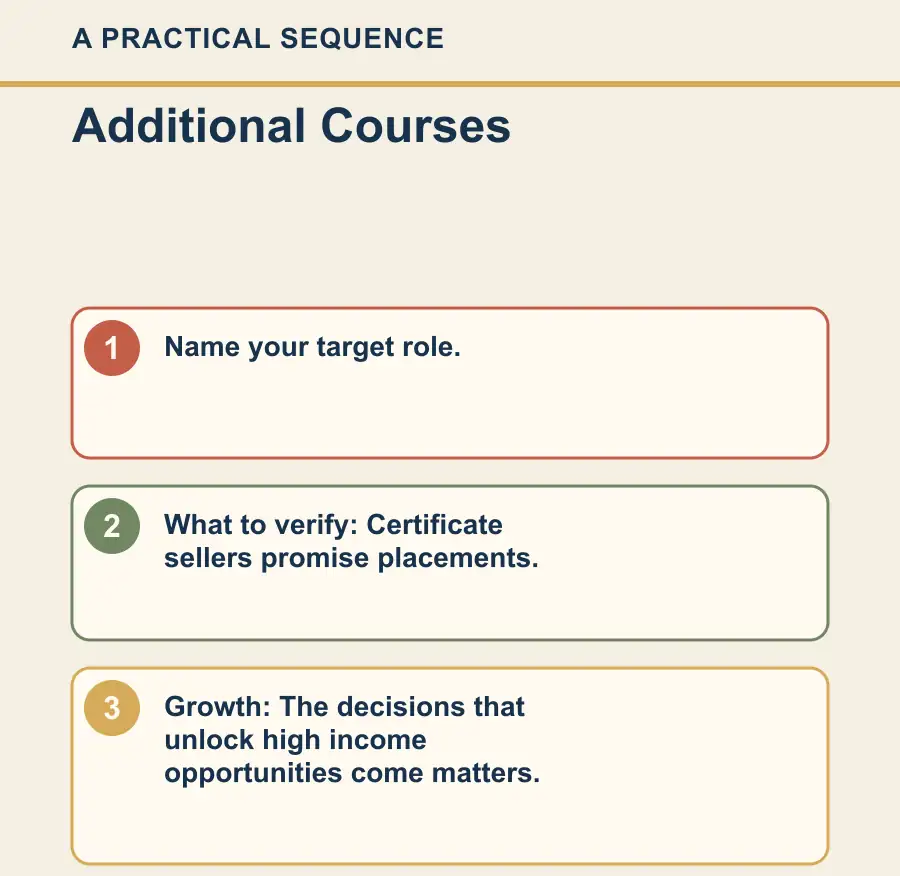 A PRACTICAL SEQUENCE
Additional Courses
1
Name your target role.
2
What to verify: Certificate
sellers promise placements.
3
Growth: The decisions that
unlock high income
opportunities come matters.